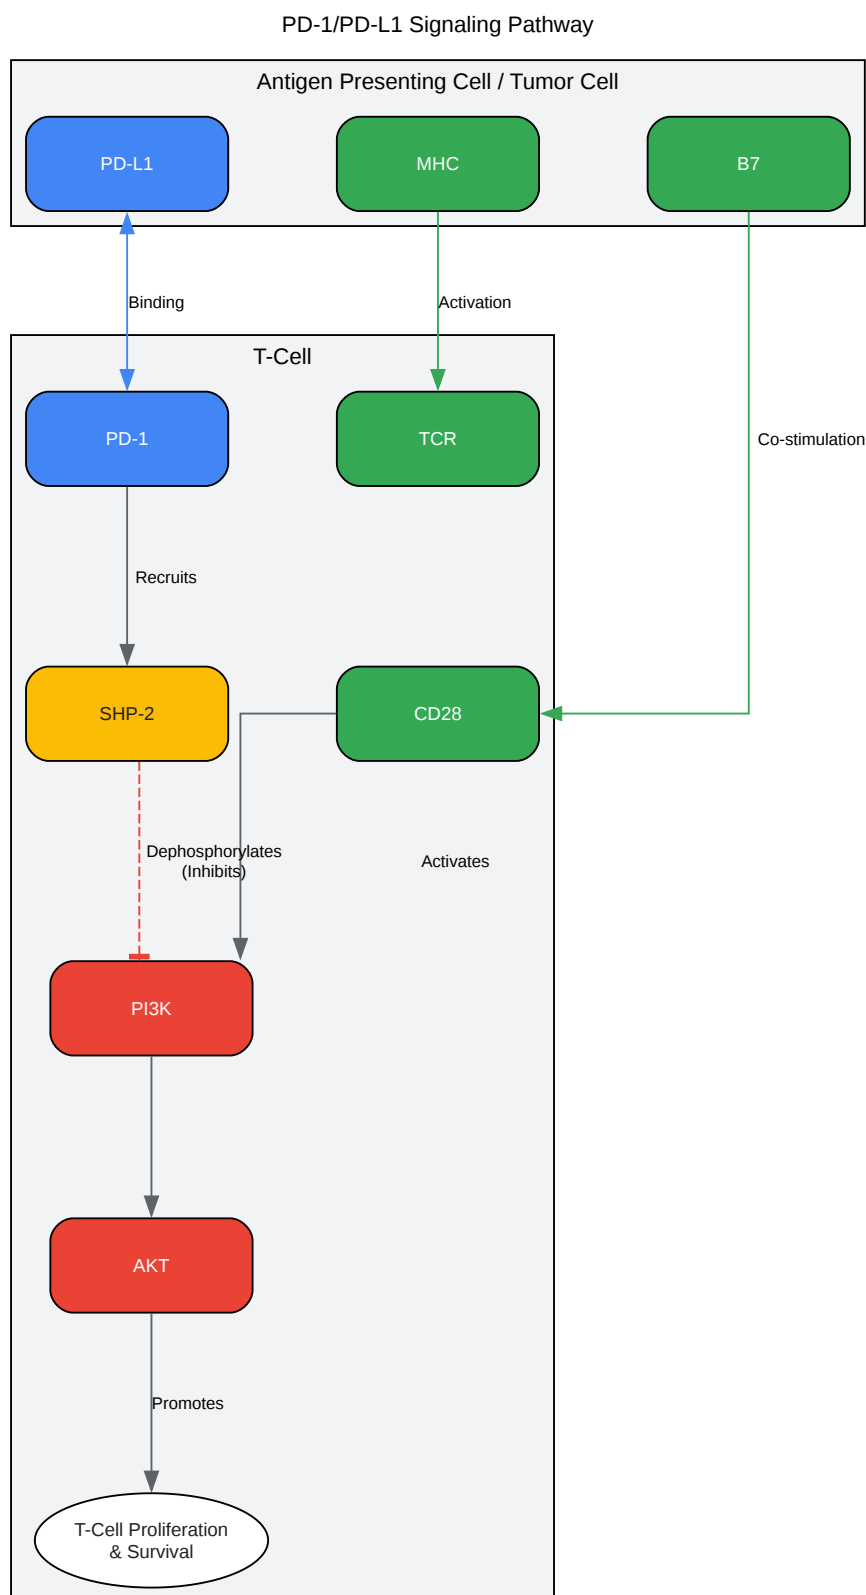 PD-1/PD-L1 Signaling Pathway
Antigen Presenting Cell / Tumor Cell
PD-L1
MHC
B7
Binding
Activation
T-Cell
PD-1
TCR
Co-stimulation
Recruits
SHP-2
CD28
Dephosphorylates
(Inhibits)
Activates
PI3K
AKT
Promotes
T-Cell Proliferation
& Survival